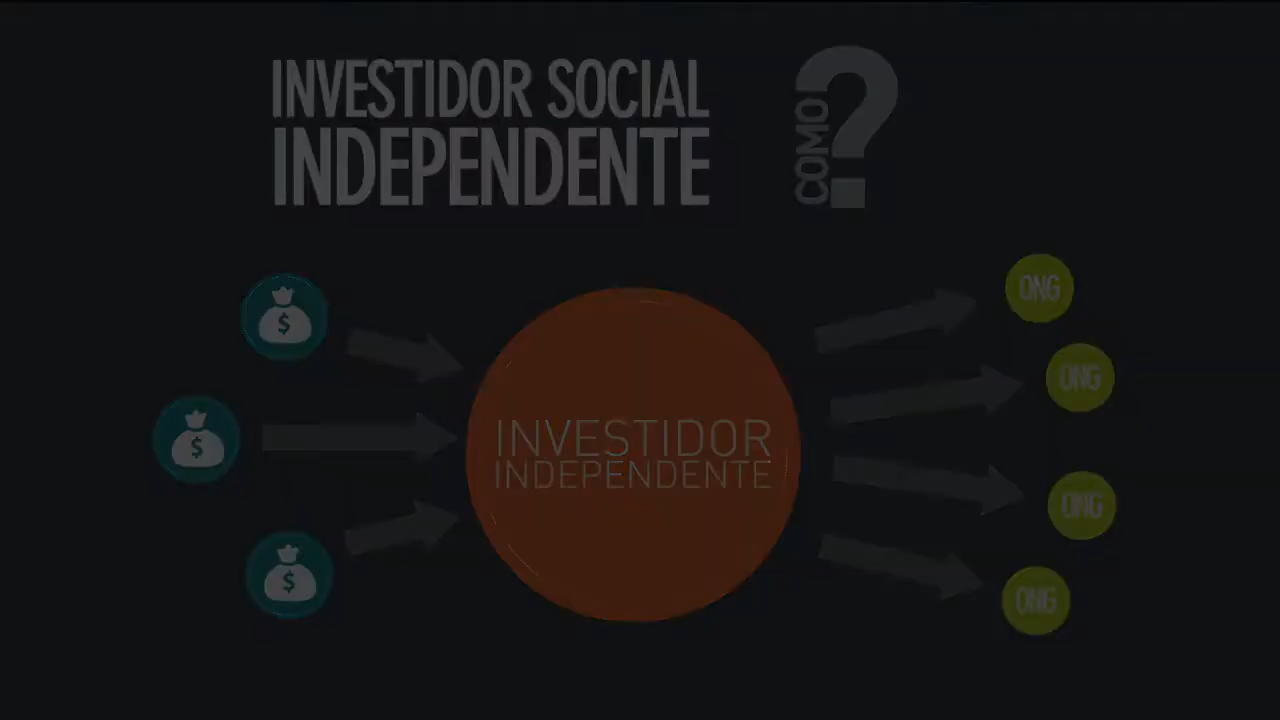 INVESTIDOR SOCIAL
INDEPENDENTE
COMO?
$
$
$
INVESTIDOR
INDEPENDENTE
ONG
ONG
ONG
ONG